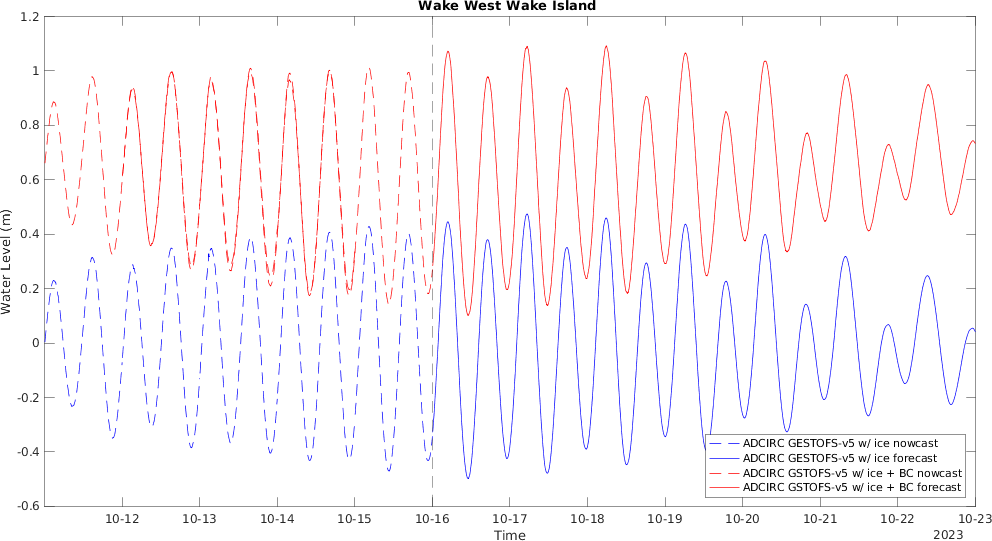 Wake West Wake Island
1.2
1
0.8
0.6
0.4
0.2
0
-0.2
-0.4
-0.6
Water Level (m)
ADCIRC GESTOFS-v5 w/ ice nowcast
ADCIRC GESTOFS-v5 w/ ice forecast
ADCIRC GSTOFS-v5 w/ ice + BC nowcast
ADCIRC GSTOFS-v5 w/ ice + BC forecast
10-12 10-13 10-14 10-15 10-16 10-17 10-18 10-19 10-20 10-21 10-22 10-23
Time
2023